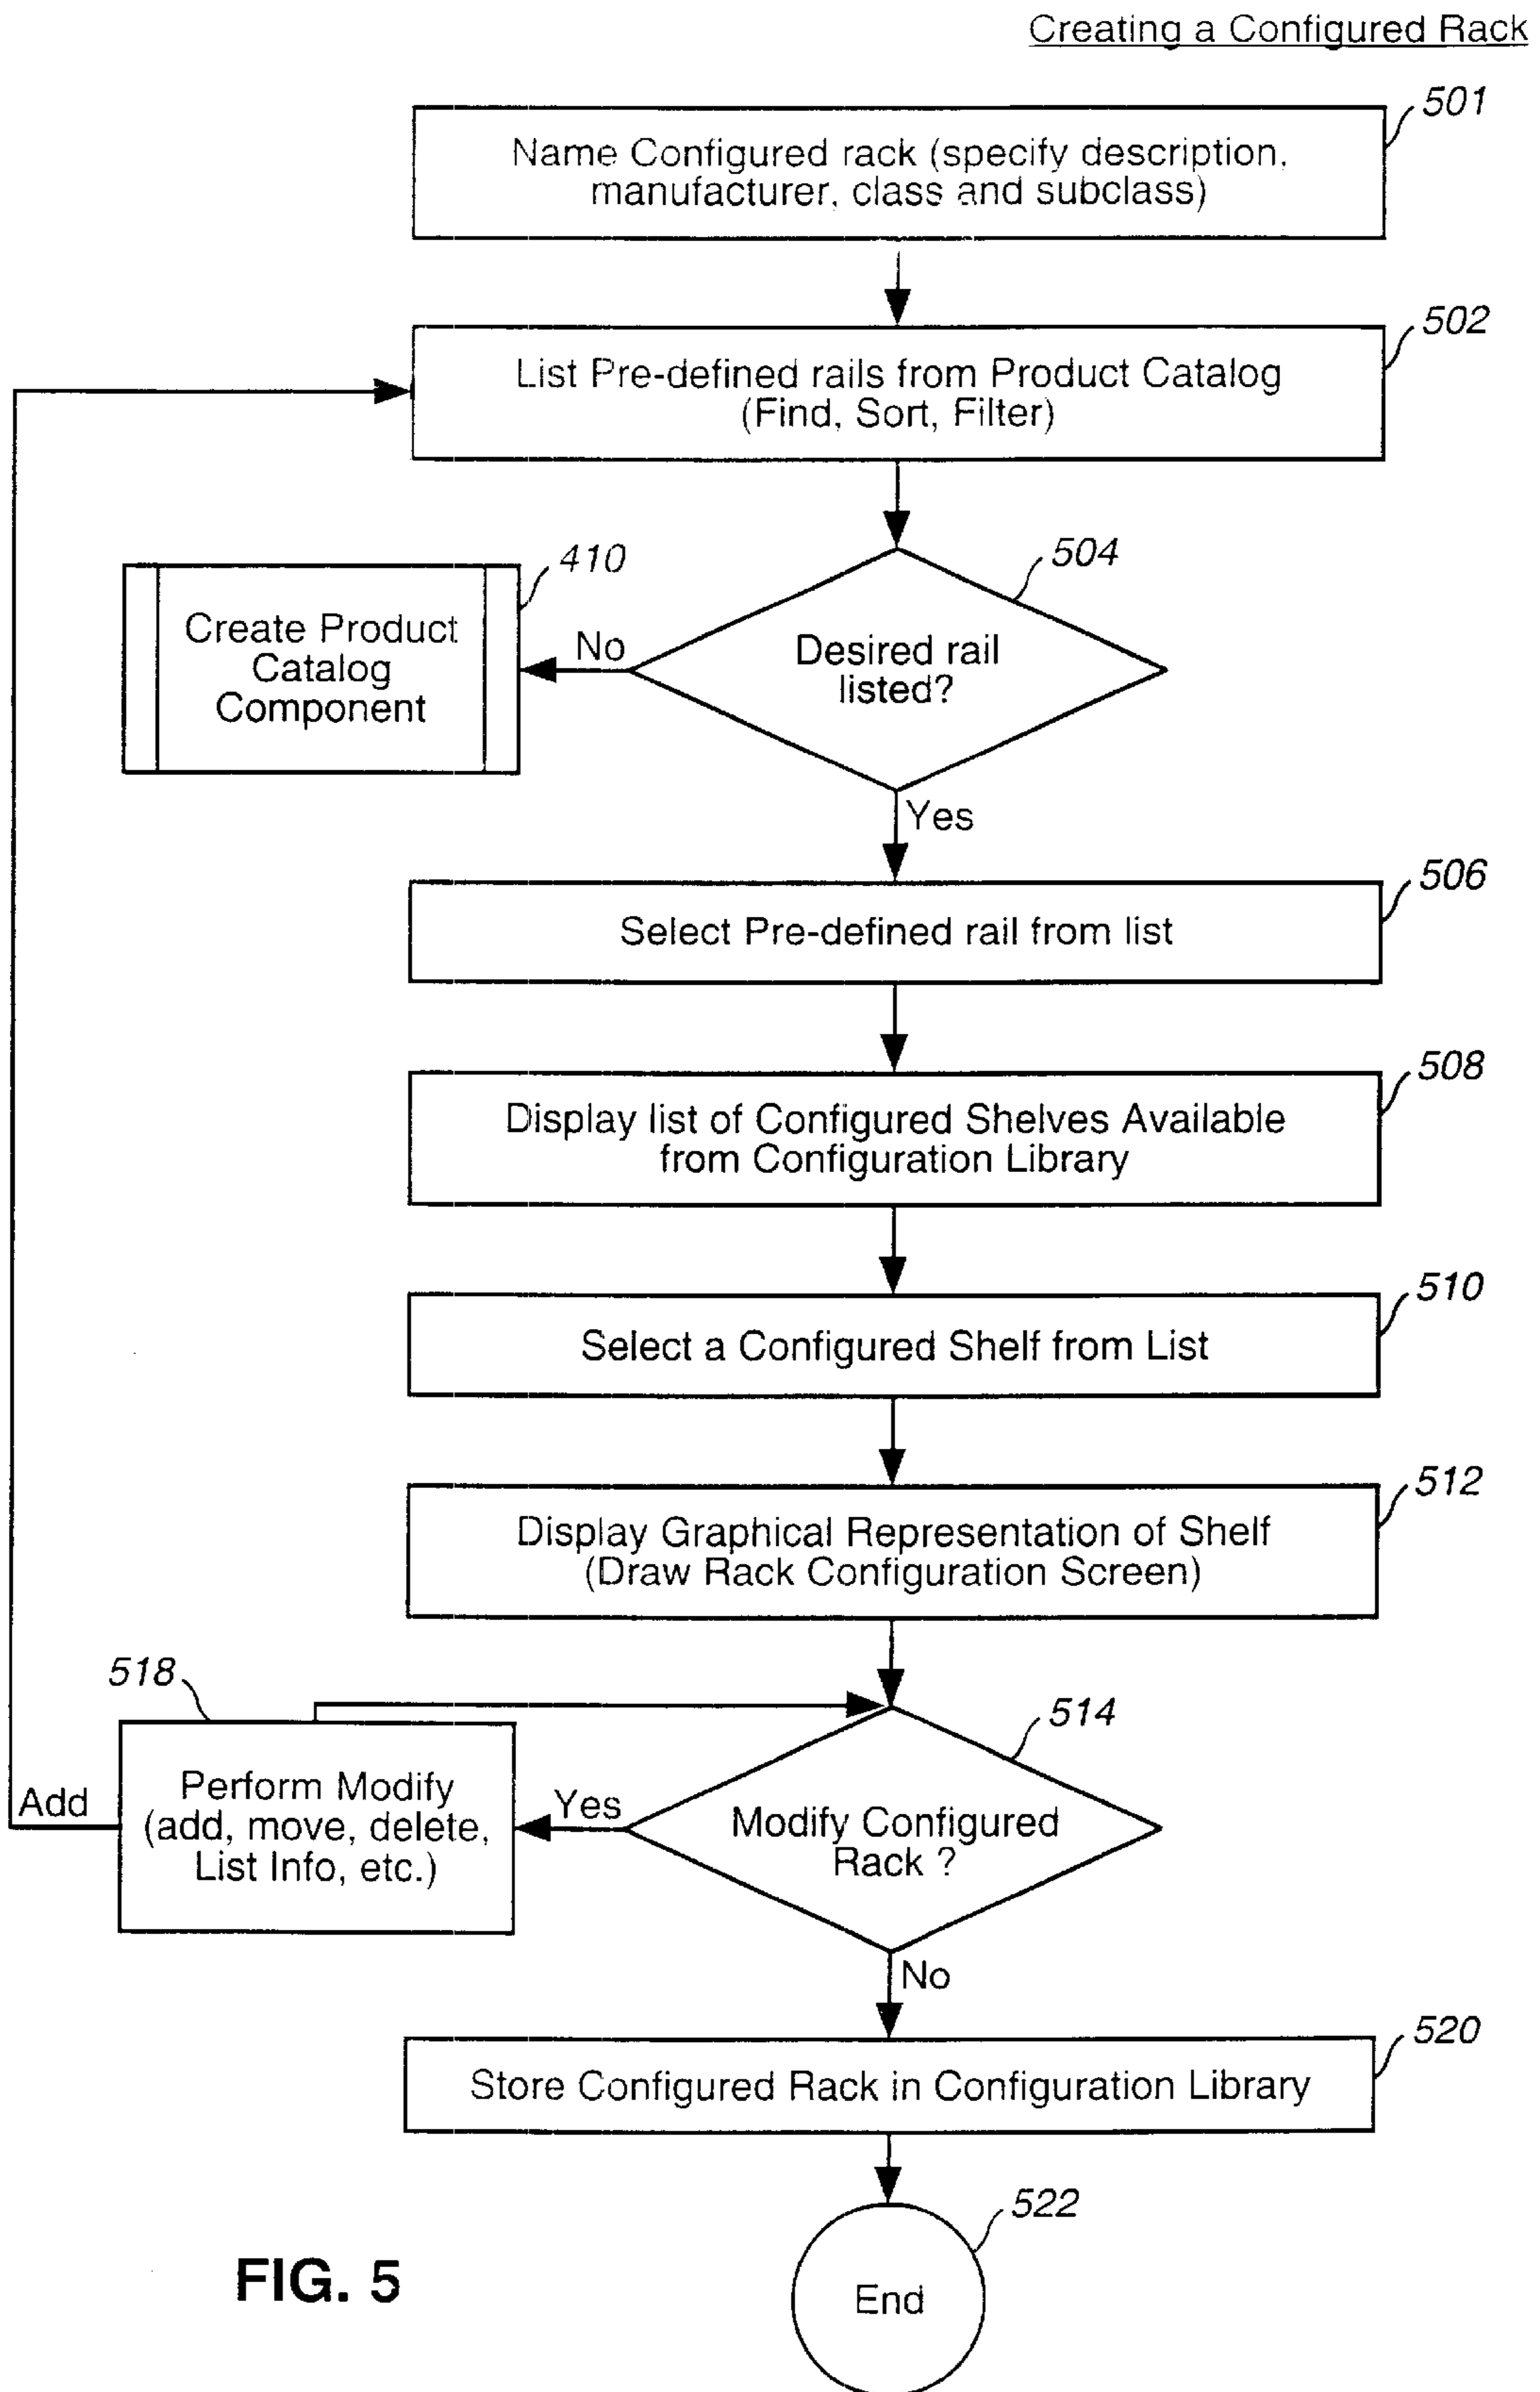 Creating a Configured Rack
501
Name Configured rack (specify description,
manufacturer, class and subclass)
502
List Pre-defined rails from Product Catalog
(Find, Sort, Filter)
410
504
Create Product
Catalog
Component
No
Desired rail
listed?
Yes
506
Select Pre-defined rail from list
508
Display list of Configured Shelves Available
from Configuration Library
510
Select a Configured Shelf from List
512
Display Graphical Representation of Shelf
(Draw Rack Configuration Screen)
518
514
Add
Perform Modify
(add, move, delete,
List Info, etc.)
Yes
Modify Configured
Rack ?
No
520
Store Configured Rack in Configuration Library
522
End
FIG. 5